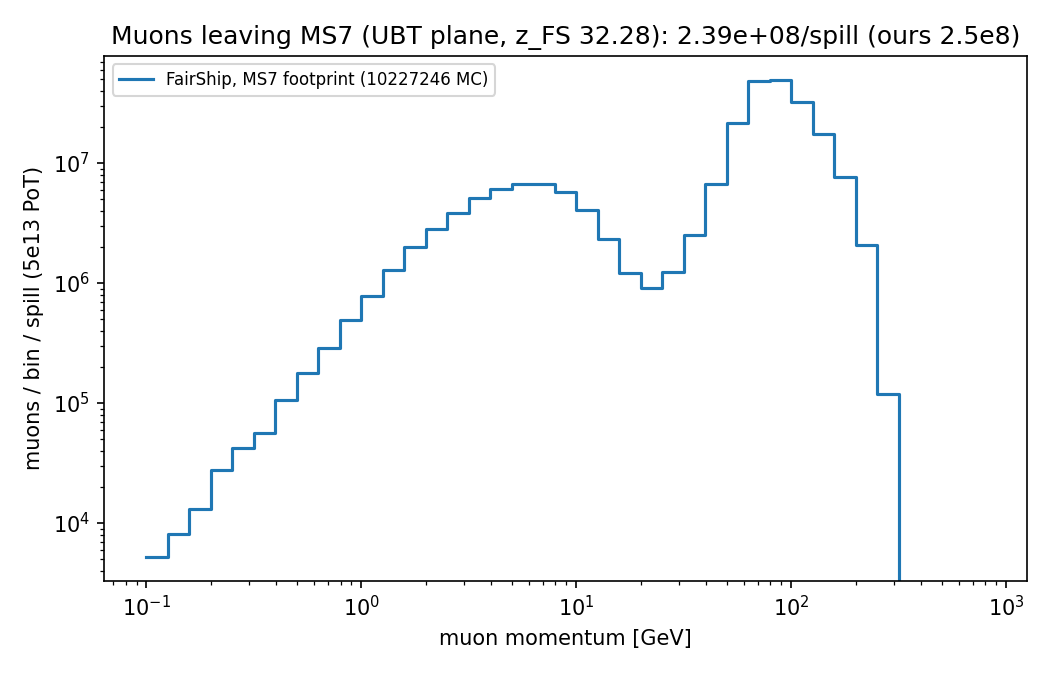 Muons leaving MS7 (UBT plane, z_FS 32.28): 2.39e+08/spill (ours 2.5e8)
FairShip, MS7 footprint (10227246 MC)
muons / bin / spill (5e13 PoT)
10^7
10^6
10^5
10^4
10^−1
10^0
10^1
10^2
10^3
muon momentum [GeV]